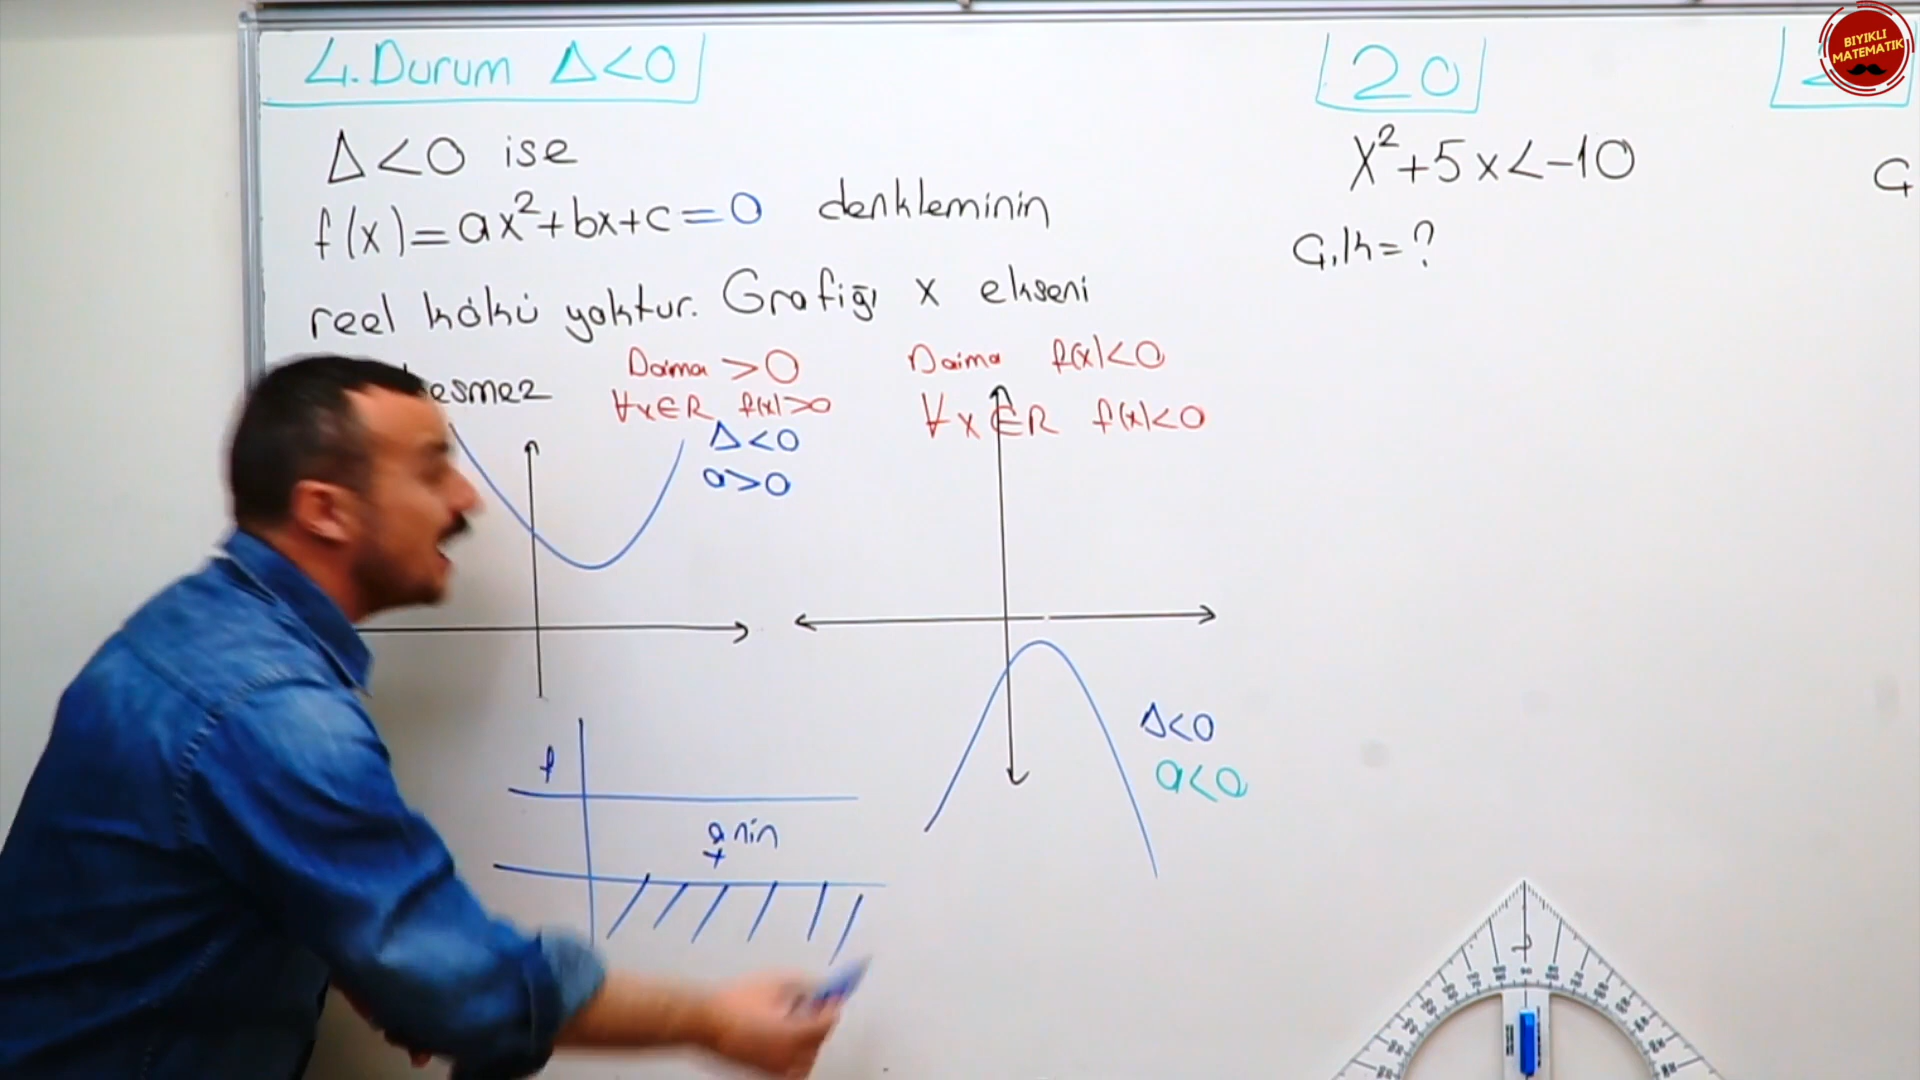 4. Durum Δ<0
Δ<0 ise
f(x)=ax²+bx+c=0 denkleminin
reel kökü yoktur. Grafiği x ekseni
kesmez
Daima >0
∀x∈R f(x)>0
Δ<0
a>0
Daima f(x)<0
∀x∈R f(x)<0
Δ<0
a<0
f
a nın
+
20
x²+5x<-10
Ç.K=?
Ç
BIYIKLI
MATEMATİK